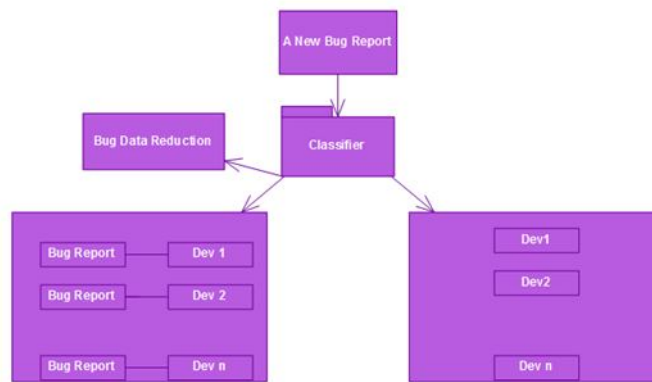 A New Bug Report
Bug Data Reduction
Classifier
Bug Report Dev 1
Bug Report Dev 2
Bug Report Dev n
Dev1
Dev2
Dev n